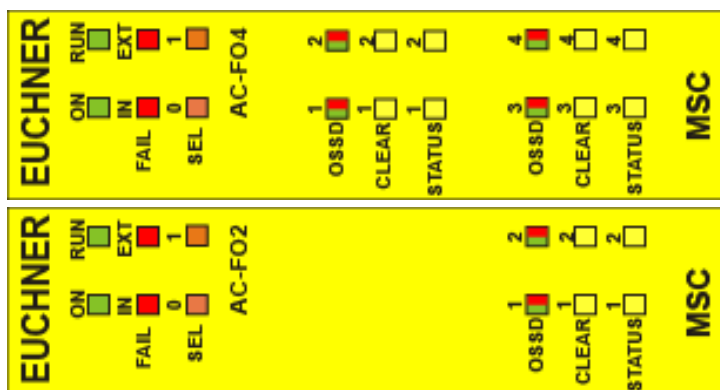 EUCHNER
ON RUN
IN EXT
FAIL
0 1
SEL
AC-FO4
1 2
OSSD
1 2
CLEAR
1 2
STATUS
3 4
OSSD
3 4
CLEAR
3 4
STATUS
MSC
EUCHNER
ON RUN
IN EXT
FAIL
0 1
SEL
AC-FO2
1 2
OSSD
1 2
CLEAR
1 2
STATUS
MSC